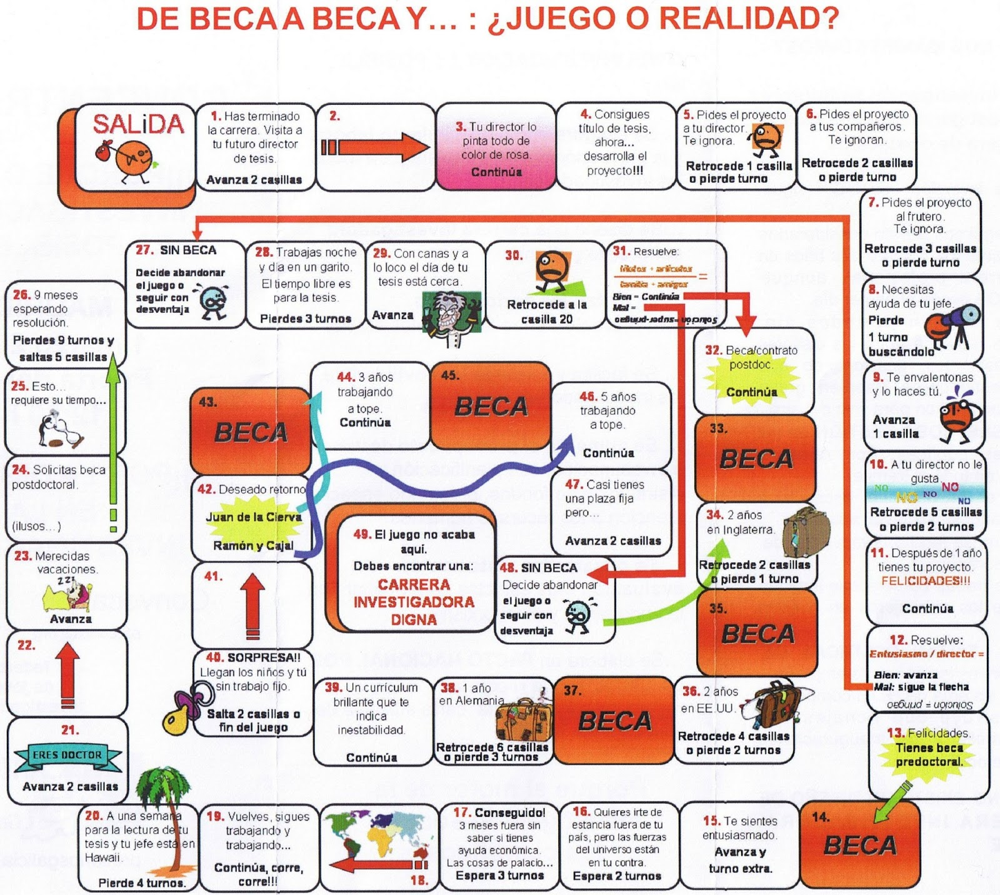 DE BECA A BECA Y... : ¿JUEGO O REALIDAD?
SALiDA
1. Has terminado
la carrera. Visita a
tu futuro director
de tesis.
Avanza 2 casillas
2.
3. Tu director lo
pinta todo de
color de rosa.
Continúa
4. Consigues
título de tesis,
ahora...
desarrolla el
proyecto!!!
5. Pides el proyecto
a tu director.
Te ignora.
Retrocede 1 casilla
o pierde turno
6. Pides el proyecto
a tus compañeros.
Te ignoran.
Retrocede 2 casillas
o pierde turno
7. Pides el proyecto
al frutero.
Te ignora.
Retrocede 3 casillas
o pierde turno
8. Necesitas
ayuda de tu jefe.
Pierde
1 turno
buscándolo
9. Te envalentonas
y lo haces tú.
Avanza
1 casilla
10. A tu director no le
gusta.
NO NO NO NO NO
Retrocede 5 casillas
o pierde 2 turnos
11. Después de 1 año
tienes tu proyecto.
FELICIDADES!!!
Continúa
12. Resuelve:
Entusiasmo / director =
Bien: avanza
Mal: sigue la flecha
Solución = pringao
13. Felicidades.
Tienes beca
predoctoral.
14.
BECA
15. Te sientes
entusiasmado.
Avanza y
turno extra.
16. Quieres irte de
estancia fuera de tu
país, pero las fuerzas
del universo están
en tu contra.
Espera 2 turnos
17. Conseguido!
3 meses fuera sin
saber si tienes
ayuda económica.
Las cosas de palacio...
Espera 3 turnos
18.
19. Vuelves, sigues
trabajando y
trabajando...
Continúa, corre,
corre!!!
20. A una semana
para la lectura de tu
tesis y tu jefe está en
Hawaii.
Pierde 4 turnos.
21.
ERES DOCTOR
Avanza 2 casillas
22.
23. Merecidas
vacaciones.
zzz
Avanza
24. Solicitas beca
postdoctoral.
(ilusos...)
25. Esto...
requiere su tiempo...
26. 9 meses
esperando
resolución.
Pierdes 9 turnos y
saltas 5 casillas
27. SIN BECA
Decide abandonar
el juego o
seguir con
desventaja
28. Trabajas noche
y día en un garito.
El tiempo libre es
para la tesis.
Pierdes 3 turnos
29. Con canas y a
lo loco el día de tu
tesis está cerca.
Avanza
30.
Retrocede a la
casilla 20
31. Resuelve:
títulos + artículos
familia + amigos
=
Bien = Continúa
Mal =
Solución =super-pringao
32. Beca/contrato
postdoc.
Continúa
33.
BECA
34. 2 años
en Inglaterra.
Retrocede 2 casillas
o pierde 1 turno
35.
BECA
36. 2 años
en EE.UU.
Retrocede 4 casillas
o pierde 2 turnos
37.
BECA
38. 1 año
en Alemania
Retrocede 6 casillas
o pierde 3 turnos
39. Un currículum
brillante que te
indica
inestabilidad.
Continúa
40. SORPRESA!!
Llegan los niños y tú
sin trabajo fijo.
Salta 2 casillas o
fin del juego
41.
42. Deseado retorno
Juan de la Cierva
Ramón y Cajal
43.
BECA
44. 3 años
trabajando
a tope.
Continúa
45.
BECA
46. 5 años
trabajando
a tope.
Continúa
47. Casi tienes
una plaza fija
pero...
Avanza 2 casillas
48. SIN BECA
Decide abandonar
el juego o
seguir con
desventaja
49. El juego no acaba
aquí.
Debes encontrar una:
CARRERA
INVESTIGADORA
DIGNA